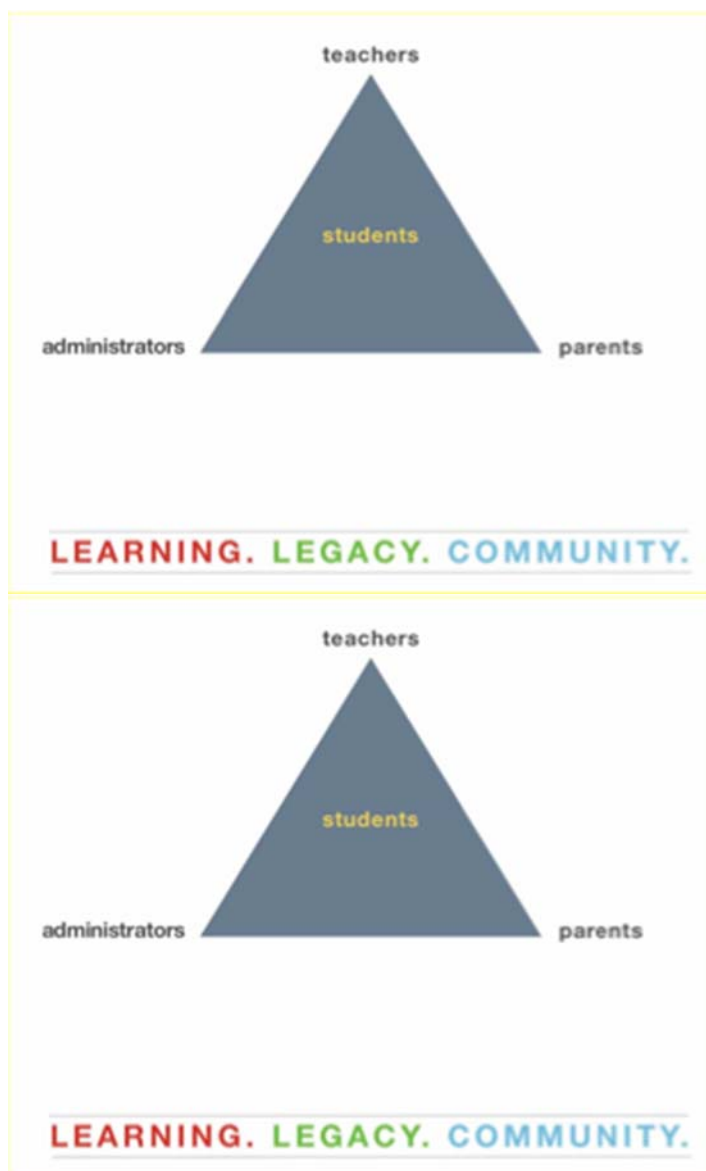 teachers
students
administrators parents
LEARNING. LEGACY. COMMUNITY.
teachers
students
administrators parents
LEARNING. LEGACY. COMMUNITY.